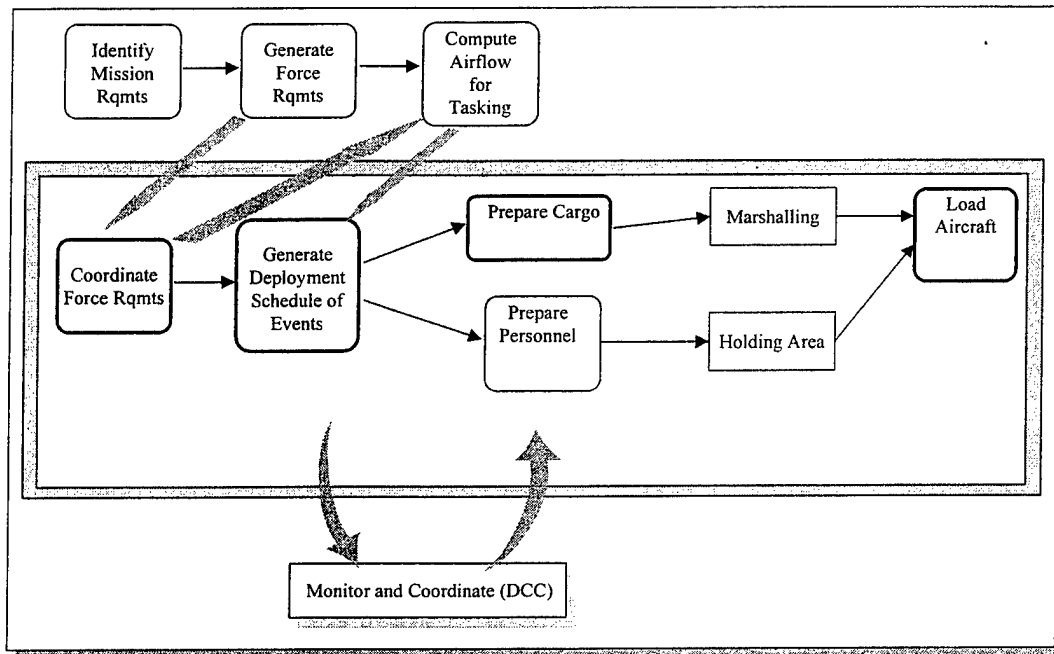 Identify
Mission
Rqmts
Generate
Force
Rqmts
Compute
Airflow
for
Tasking
Coordinate
Force Rqmts
Generate
Deployment
Schedule of
Events
Prepare Cargo
Prepare
Personnel
Marshalling
Holding Area
Load
Aircraft
Monitor and Coordinate (DCC)